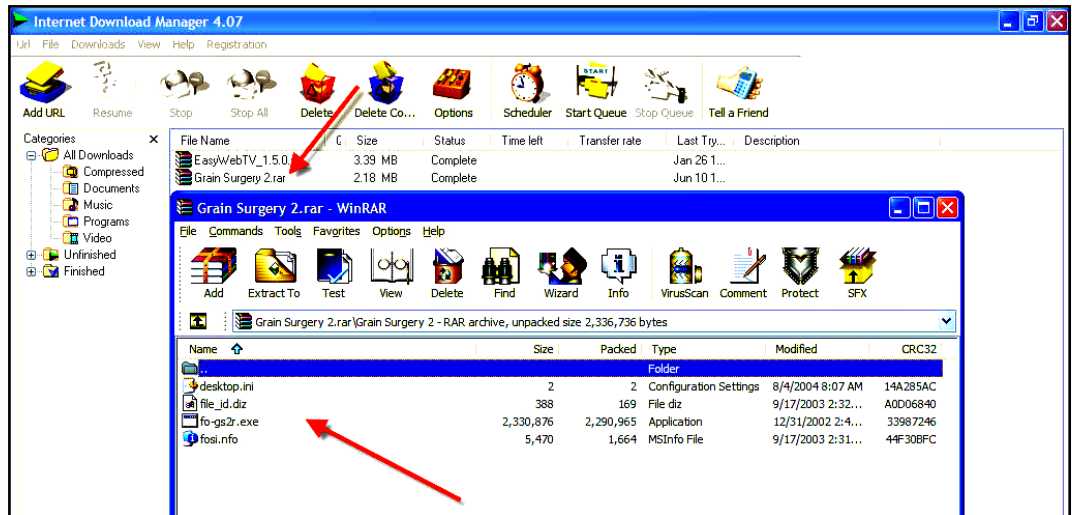 Internet Download Manager 4.07
Url File Downloads View Help Registration
Add URL Resume Stop Stop All Delete Delete Co... Options Scheduler Start Queue Stop Queue Tell a Friend
Categories x
All Downloads
Compressed
Documents
Music
Programs
Video
Unfinished
Finished
File Name Size Status Time left Transfer rate Last Try... Description
EasyWebTV_1.5.0. 3.39 MB Complete Jan 26 1...
Grain Surgery 2.rar 2.18 MB Complete Jun 10 1...
Grain Surgery 2.rar - WinRAR
File Commands Tools Favorites Options Help
Add Extract To Test View Delete Find Wizard Info VirusScan Comment Protect SFX
Grain Surgery 2.rar\Grain Surgery 2 - RAR archive, unpacked size 2,336,736 bytes
Name Size Packed Type Modified CRC32
.. Folder
desktop.ini 2 2 Configuration Settings 8/4/2004 8:07 AM 14A285AC
file_id.diz 388 169 File diz 9/17/2003 2:32... A0D06840
fo-gs2r.exe 2,330,876 2,290,965 Application 12/31/2002 2:4... 33987246
fosi.nfo 5,470 1,664 MSInfo File 9/17/2003 2:31... 44F30BFC